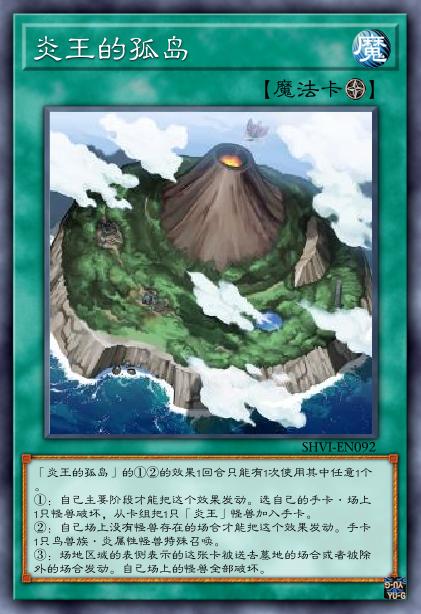 炎王的孤岛
魔
【魔法卡】
SHVI-EN092
「炎王的孤岛」的①②的效果1回合只能有1次使用其中任意1个
。
①：自己主要阶段才能把这个效果发动。选自己的手卡·场上
1只怪兽破坏，从卡组把1只「炎王」怪兽加入手卡。
②：自己场上没有怪兽存在的场合才能把这个效果发动。手卡
1只鸟兽族·炎属性怪兽特殊召唤。
③：场地区域的表侧表示的这张卡被送去墓地的场合或者被除
外的场合发动。自己场上的怪兽全部破坏。